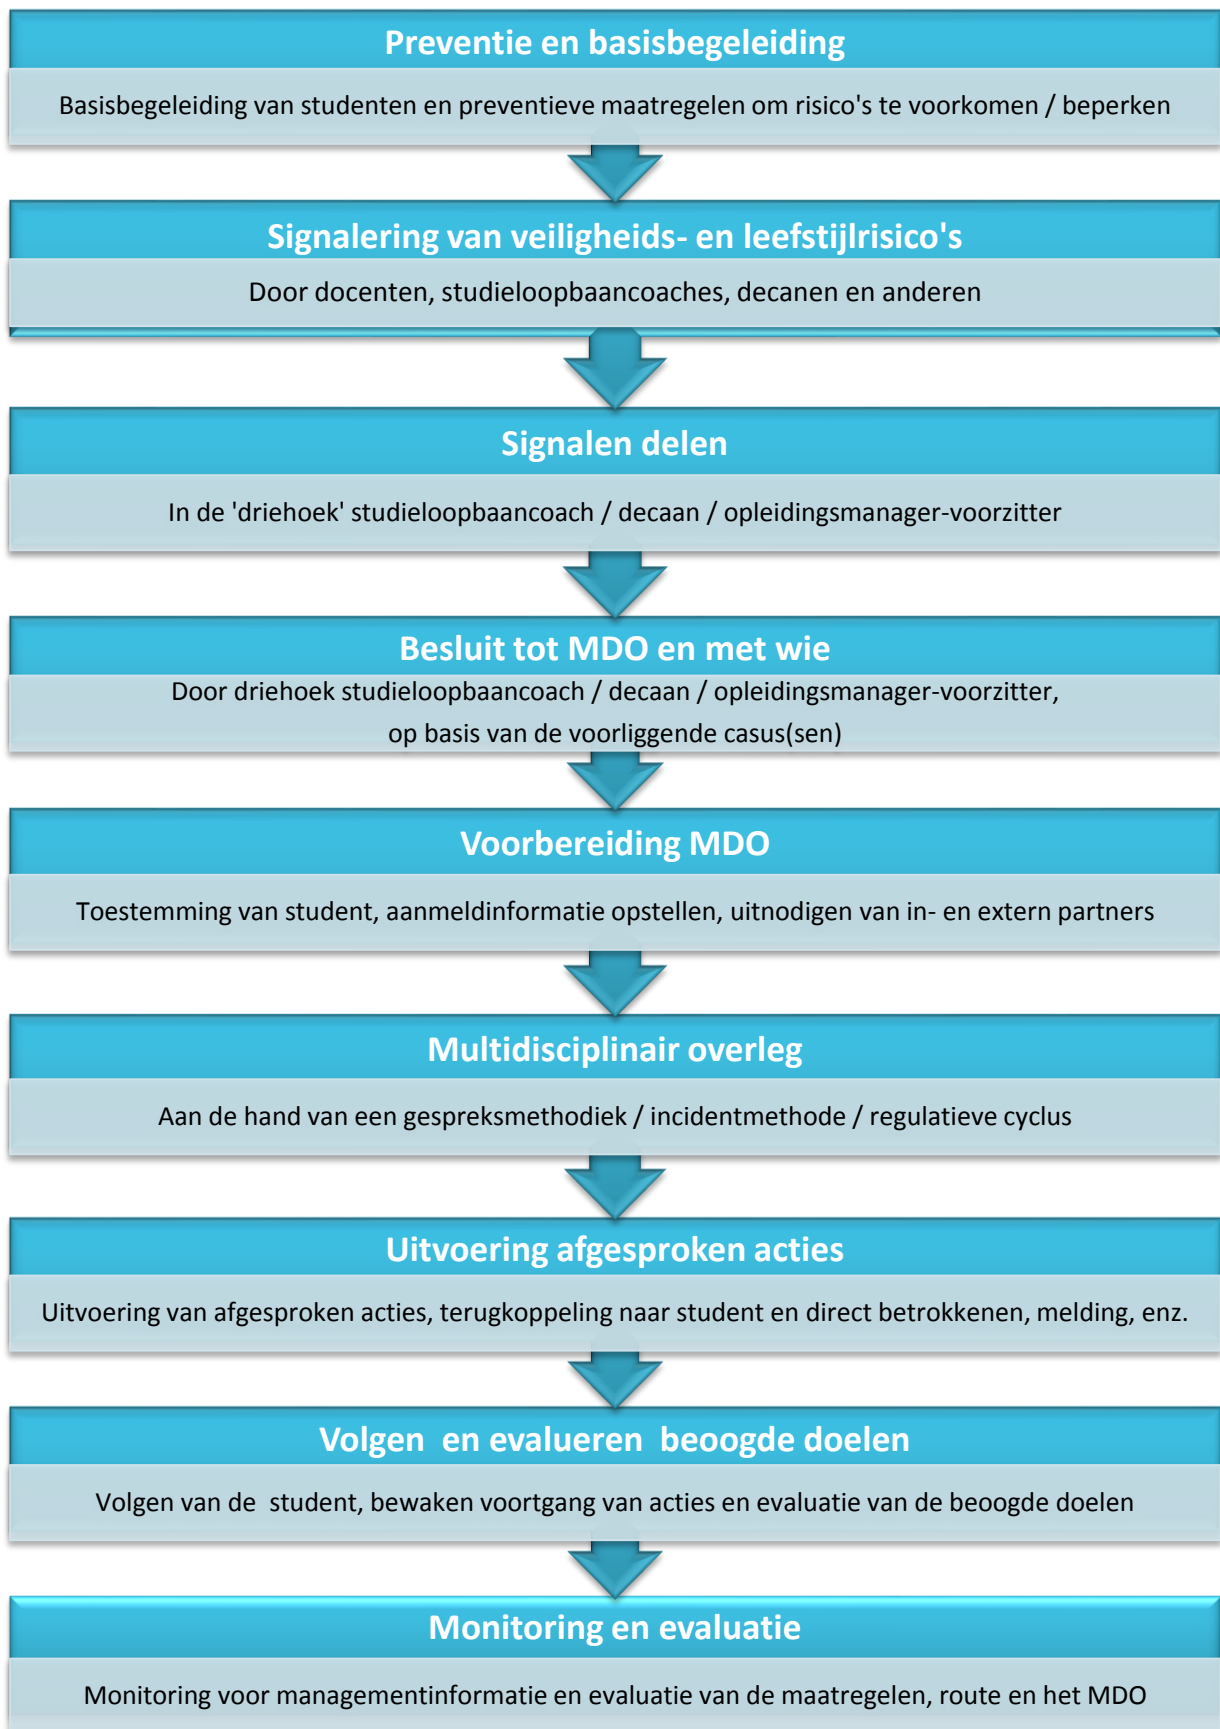 Preventie en basisbegeleiding
Basisbegeleiding van studenten en preventieve maatregelen om risico's te voorkomen / beperken
Signalering van veiligheids- en leefstijlrisico's
Door docenten, studieloopbaancoaches, decanen en anderen
Signalen delen
In de 'driehoek' studieloopbaancoach / decaan / opleidingsmanager-voorzitter
Besluit tot MDO en met wie
Door driehoek studieloopbaancoach / decaan / opleidingsmanager-voorzitter,
op basis van de voorliggende casus(sen)
Voorbereiding MDO
Toestemming van student, aanmeldinformatie opstellen, uitnodigen van in- en extern partners
Multidisciplinair overleg
Aan de hand van een gespreksmethodiek / incidentmethode / regulatieve cyclus
Uitvoering afgesproken acties
Uitvoering van afgesproken acties, terugkoppeling naar student en direct betrokkenen, melding, enz.
Volgen  en evalueren  beoogde doelen
Volgen van de  student, bewaken voortgang van acties en evaluatie van de beoogde doelen
Monitoring en evaluatie
Monitoring voor managementinformatie en evaluatie van de maatregelen, route en het MDO